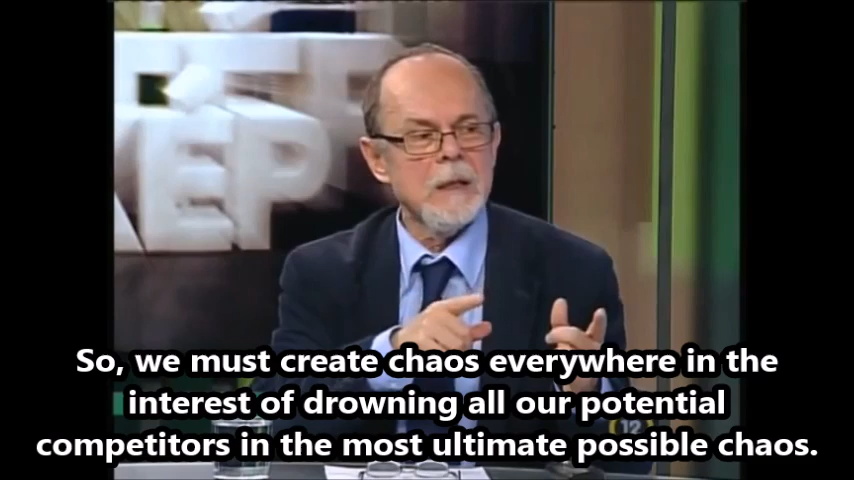 So, we must create chaos everywhere in the
interest of drowning all our potential
12
competitors in the most ultimate possible chaos.